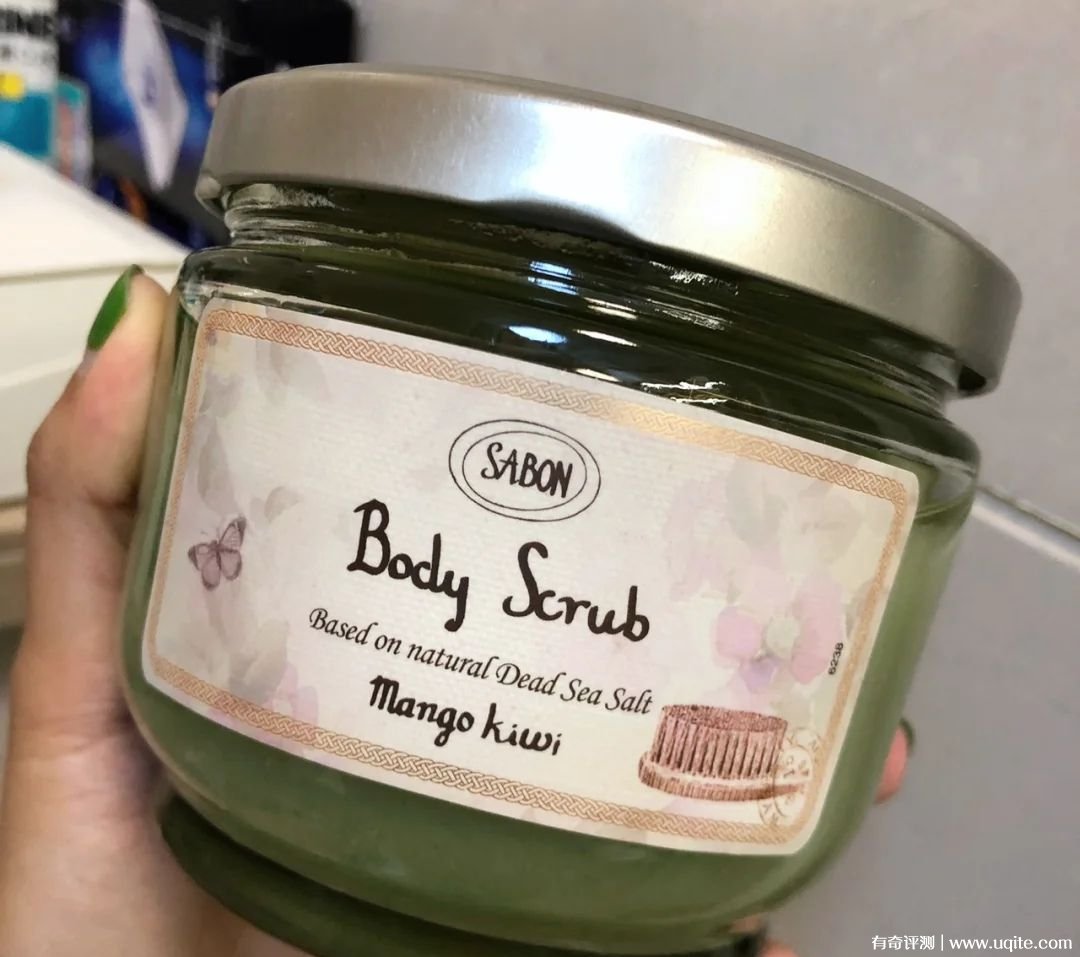 SABON
Body Scrub
Based on natural Dead Sea Salt
Mango kiwi
6238
有奇评测 | www.uqite.com